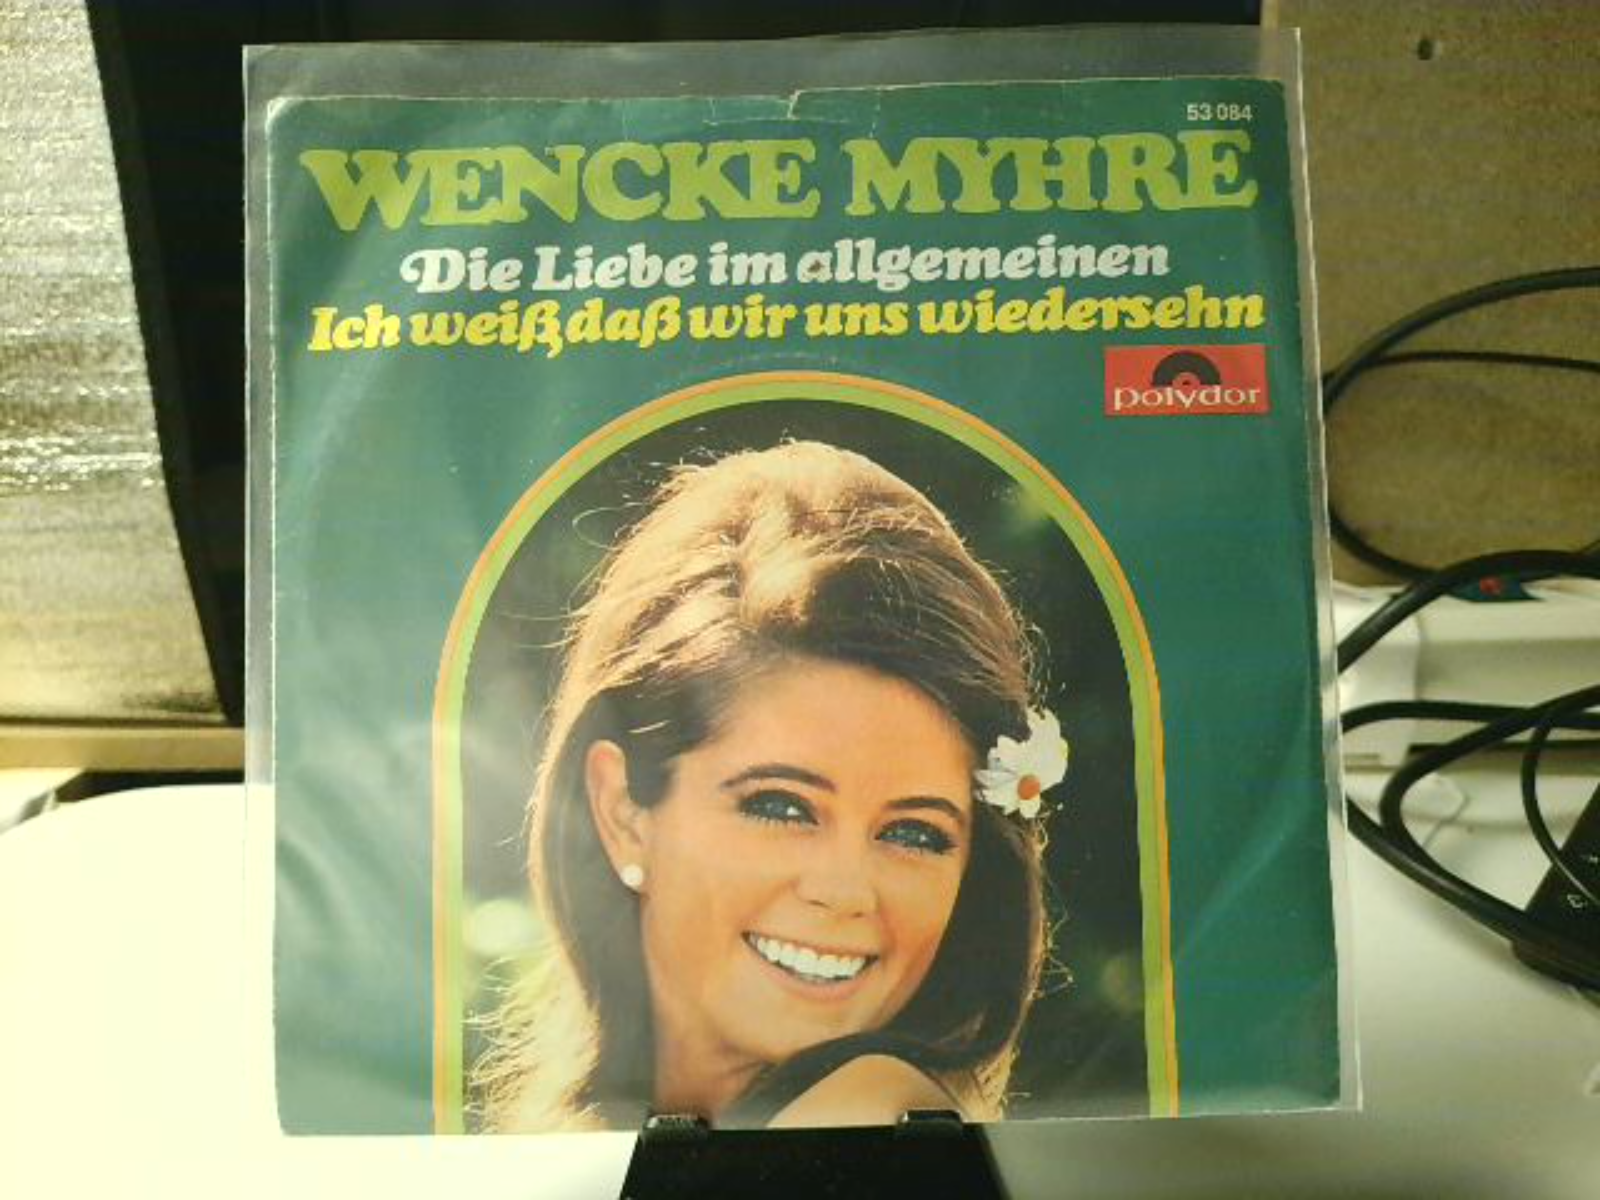 53 084
WENCKE MYHRE
Die Liebe im allgemeinen
Ich weiß, daß wir uns wiedersehn
polydor